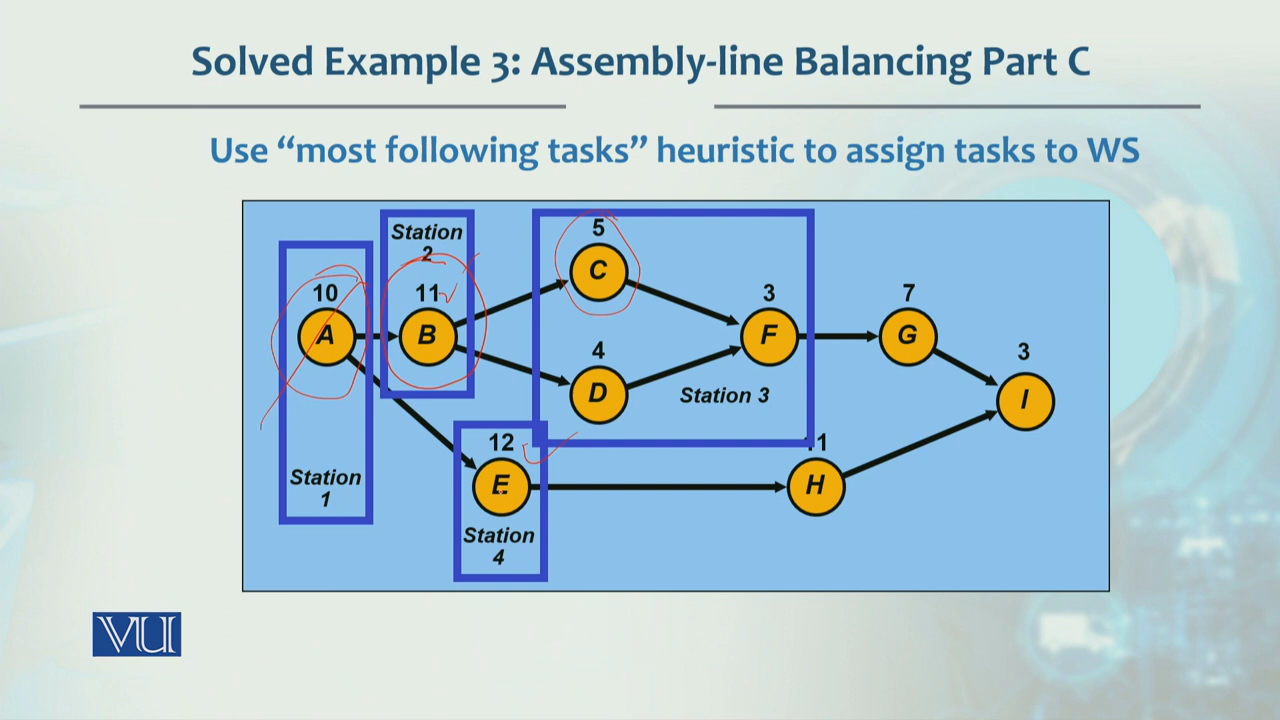 Solved Example 3: Assembly-line Balancing Part C
Use “most following tasks” heuristic to assign tasks to WS
Station
2
5
C
10
A
11
B
3
F
7
G
3
I
4
D
Station 3
12
E
11
H
Station
1
Station
4
VU